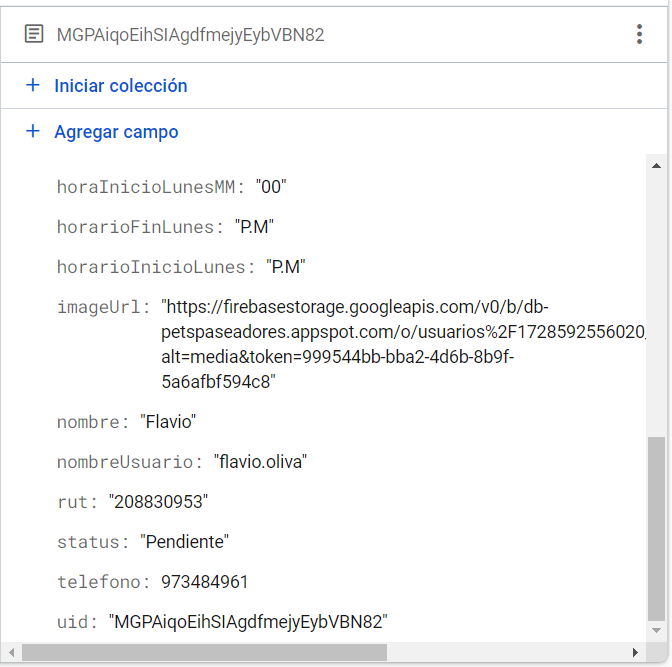 MGPAiqoEihSIAgdfmejyEybVBN82
+ Iniciar colección
+ Agregar campo
horaInicioLunesMM: "00"
horarioFinLunes: "P.M"
horarioInicioLunes: "P.M"
imageUrl: "https://firebasestorage.googleapis.com/v0/b/db-
petspaseadores.appspot.com/o/usuarios%2F1728592556020_
alt=media&token=999544bb-bba2-4d6b-8b9f-
5a6afbf594c8"
nombre: "Flavio"
nombreUsuario: "flavio.oliva"
rut: "208830953"
status: "Pendiente"
telefono: 973484961
uid: "MGPAiqoEihSIAgdfmejyEybVBN82"